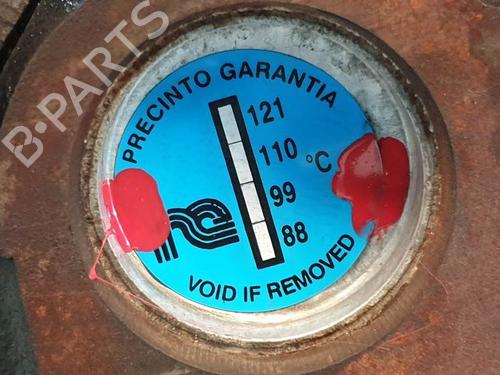 B-PARTS
PRECINTO GARANTIA
121
110 °C
99
88
VOID IF REMOVED